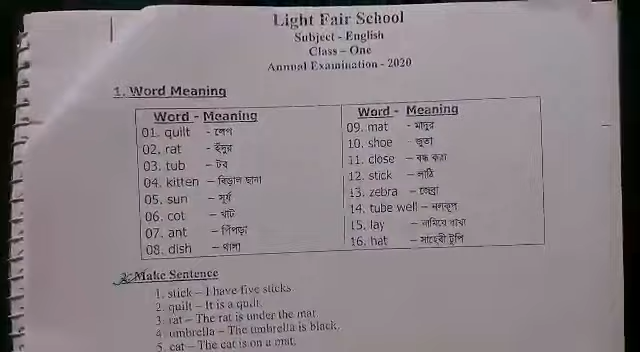 Light Fair School
Subject - English
Class – One
Annual Examination - 2020
1. Word Meaning
Word - Meaning
01. quilt - লেপ
02. rat - ইঁদুর
03. tub – টব
04. kitten – বিড়াল ছানা
05. sun – সূর্য
06. cot – খাট
07. ant – পিঁপড়া
08. dish – থালা
Word - Meaning
09. mat - মাদুর
10. shoe - জুতা
11. close - বন্ধ করা
12. stick – লাঠি
13. zebra – জেব্রা
14. tube well – নলকূপ
15. lay – নামিয়ে রাখা
16. hat – সাহেবী টুপি
2. Make Sentence
1. stick – I have five sticks.
2. quilt – It is a quilt.
3. rat – The rat is under the mat.
4. umbrella – The umbrella is black.
5. cat – The cat is on a mat.